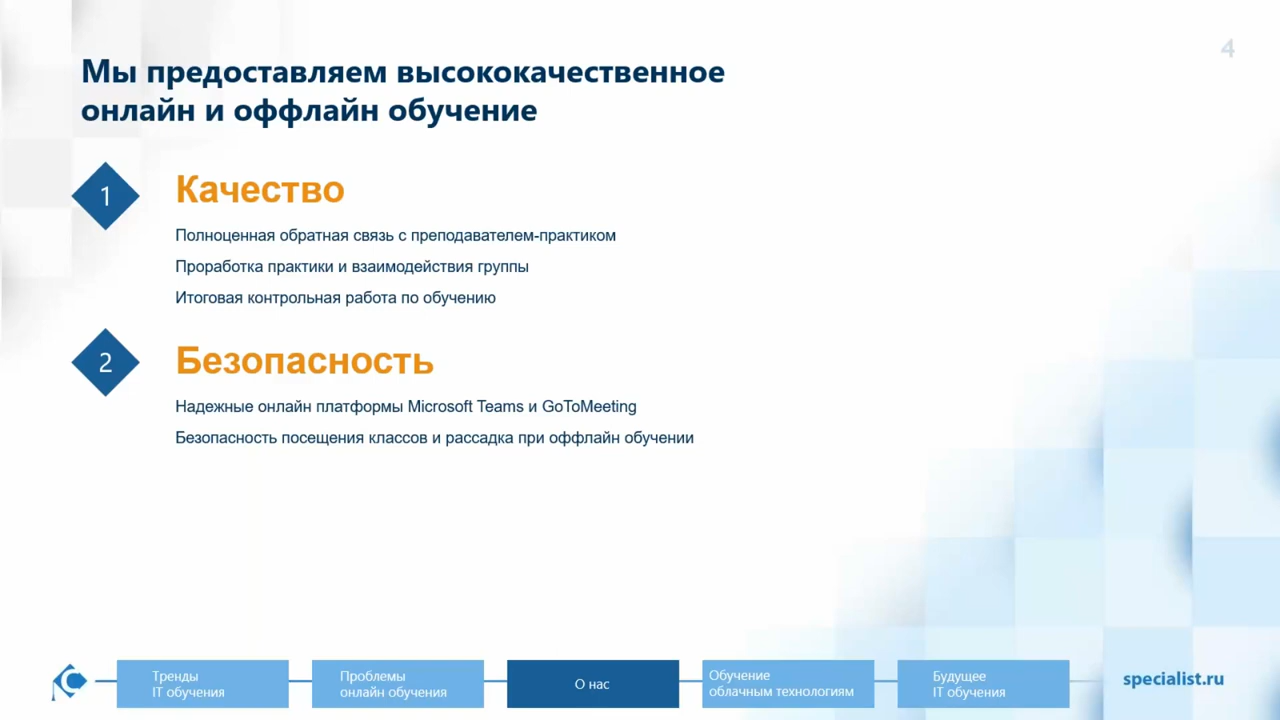 4
Мы предоставляем высококачественное
онлайн и оффлайн обучение
1
Качество
Полноценная обратная связь с преподавателем-практиком
Проработка практики и взаимодействия группы
Итоговая контрольная работа по обучению
2
Безопасность
Надежные онлайн платформы Microsoft Teams и GoToMeeting
Безопасность посещения классов и рассадка при оффлайн обучении
Тренды
IT обучения
Проблемы
онлайн обучения
О нас
Обучение
облачным технологиям
Будущее
IT обучения
specialist.ru